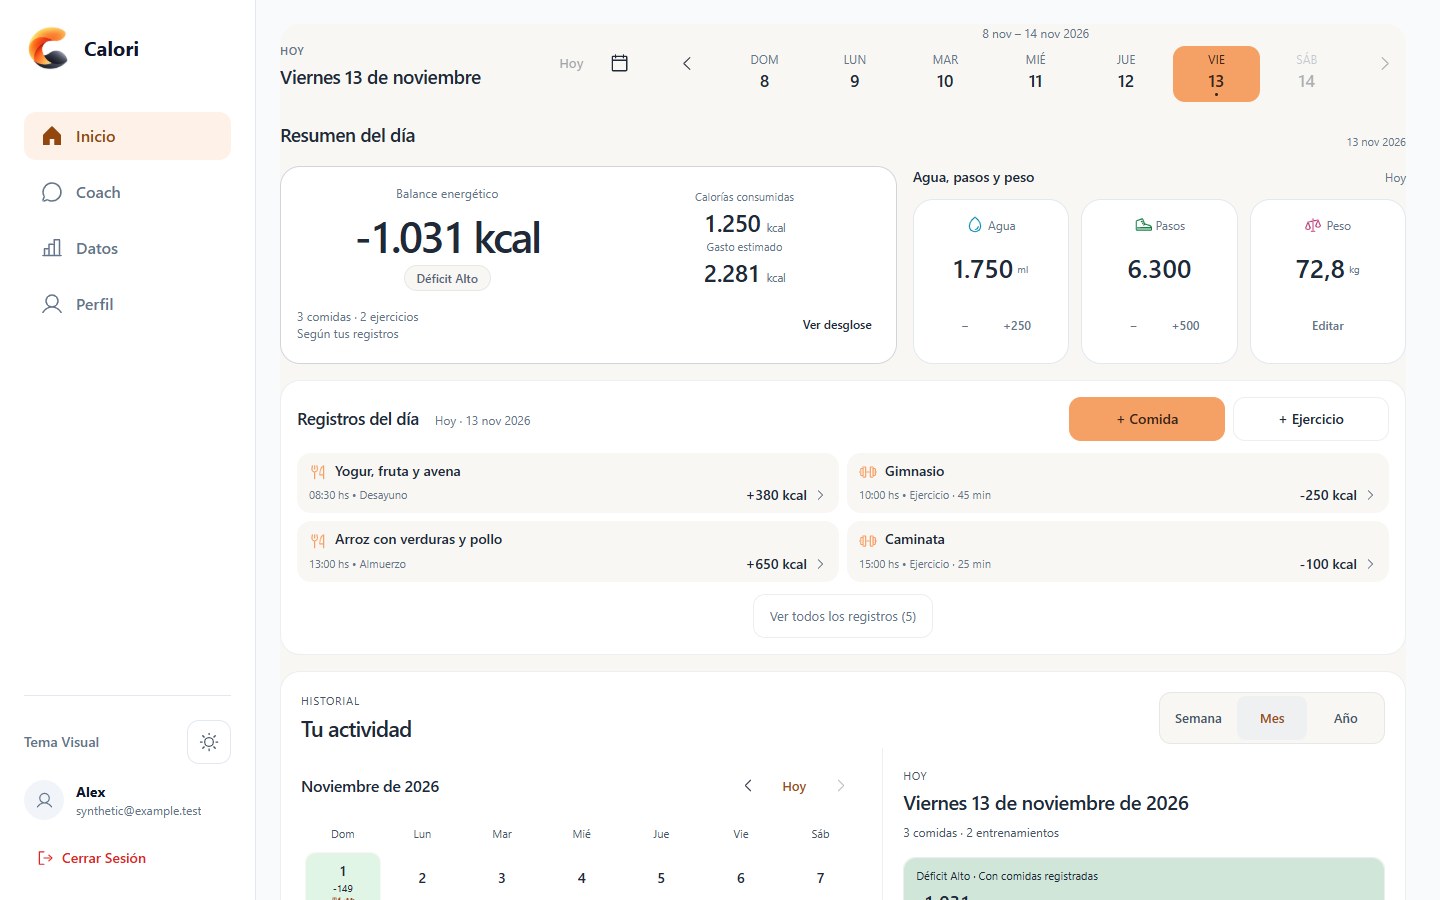 Calori
Inicio
Coach
Datos
Perfil
Tema Visual
Alex
synthetic@example.test
Cerrar Sesión
HOY
Viernes 13 de noviembre
Hoy
8 nov – 14 nov 2026
DOM
8
LUN
9
MAR
10
MIÉ
11
JUE
12
VIE
13
SÁB
14
Resumen del día
13 nov 2026
Balance energético
-1.031 kcal
Déficit Alto
3 comidas · 2 ejercicios
Según tus registros
Calorías consumidas
1.250 kcal
Gasto estimado
2.281 kcal
Ver desglose
Agua, pasos y peso
Hoy
Agua
1.750 ml
– +250
Pasos
6.300
– +500
Peso
72,8 kg
Editar
Registros del día Hoy · 13 nov 2026
+ Comida
+ Ejercicio
Yogur, fruta y avena
08:30 hs • Desayuno +380 kcal
Gimnasio
10:00 hs • Ejercicio · 45 min -250 kcal
Arroz con verduras y pollo
13:00 hs • Almuerzo +650 kcal
Caminata
15:00 hs • Ejercicio · 25 min -100 kcal
Ver todos los registros (5)
HISTORIAL
Tu actividad
Semana Mes Año
Noviembre de 2026 Hoy
Dom Lun Mar Mié Jue Vie Sáb
1 2 3 4 5 6 7
-149
HOY
Viernes 13 de noviembre de 2026
3 comidas · 2 entrenamientos
Déficit Alto · Con comidas registradas
-1.031